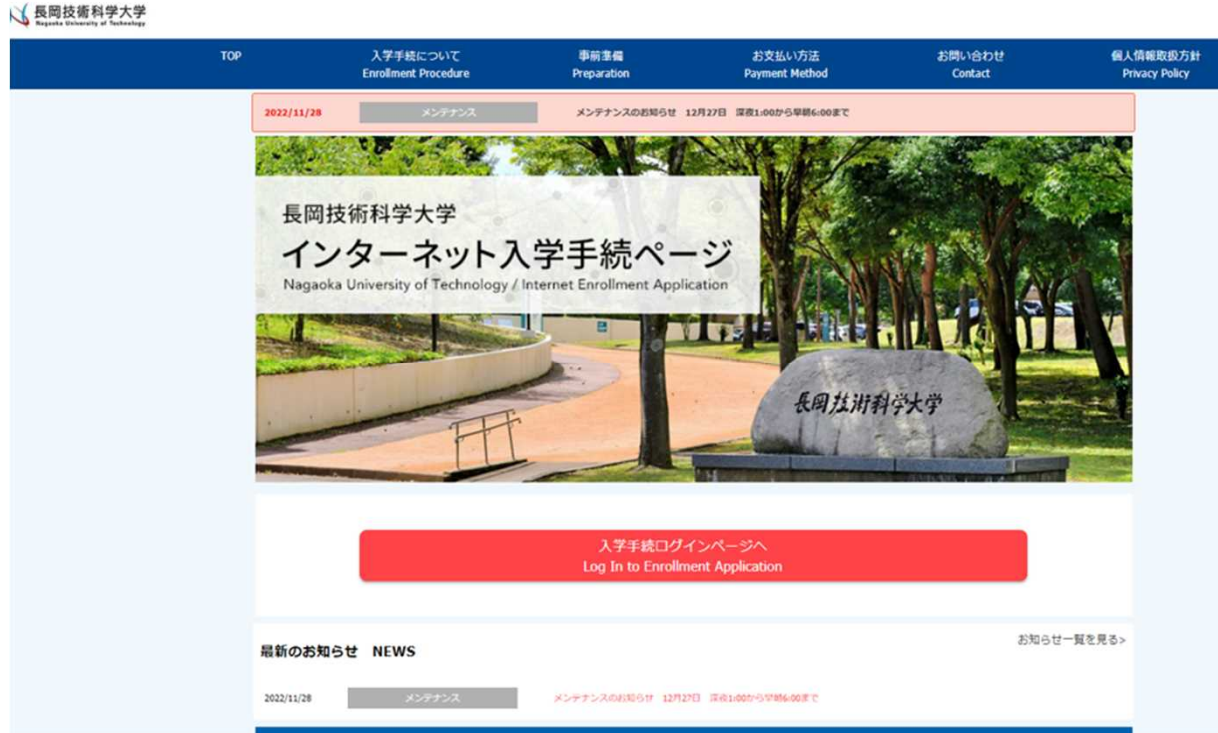 長岡技術科学大学
Nagaoka University of Technology
TOP
入学手続について
Enrollment Procedure
事前準備
Preparation
お支払い方法
Payment Method
お問い合わせ
Contact
個人情報取扱方針
Privacy Policy
2022/11/28 メンテナンス メンテナンスのお知らせ 12月27日 深夜1:00から早朝6:00まで
長岡技術科学大学
インターネット入学手続ページ
Nagaoka University of Technology / Internet Enrollment Application
長岡技術科学大学
入学手続ログインページへ
Log In to Enrollment Application
お知らせ一覧を見る>
最新のお知らせ NEWS
2022/11/28 メンテナンス メンテナンスのお知らせ 12月27日 深夜1:00から早朝6:00まで